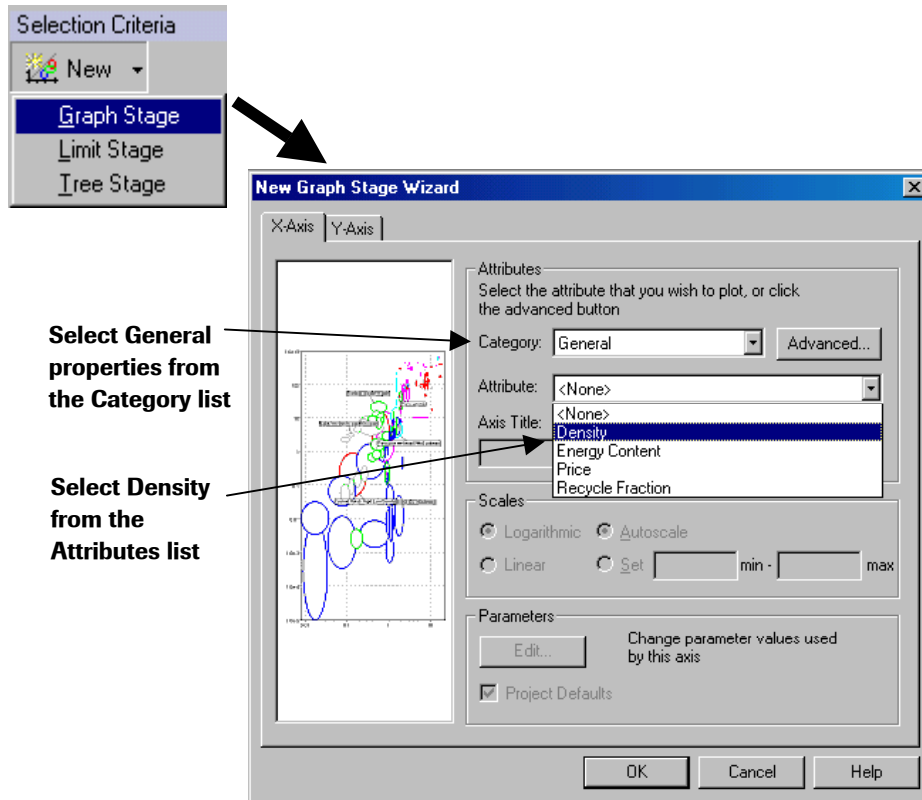 Selection Criteria
New
Graph Stage
Limit Stage
Tree Stage
New Graph Stage Wizard
X-Axis
Y-Axis
Attributes
Select the attribute that you wish to plot, or click
the advanced button
Category:
General
Advanced...
Attribute:
<None>
<None>
Density
Energy Content
Price
Recycle Fraction
Axis Title:
Select General
properties from
the Category list
Select Density
from the
Attributes list
Scales
Logarithmic
Autoscale
Linear
Set
min -
max
Parameters
Edit...
Change parameter values used
by this axis
Project Defaults
OK
Cancel
Help